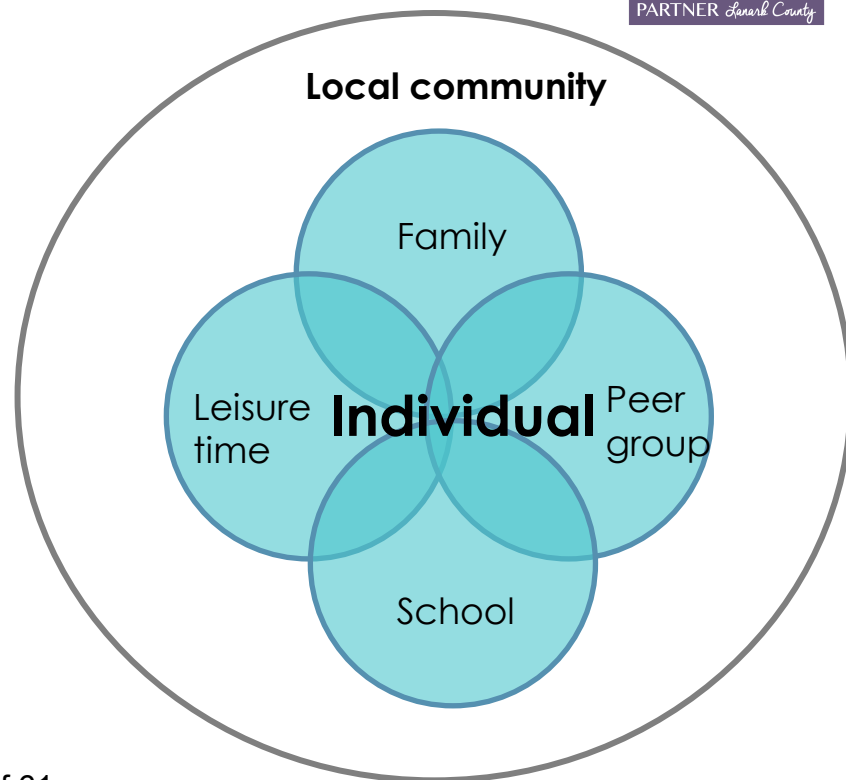 PARTNER Lanark County
Local community
Family
Leisure
time
Individual
Peer
group
School